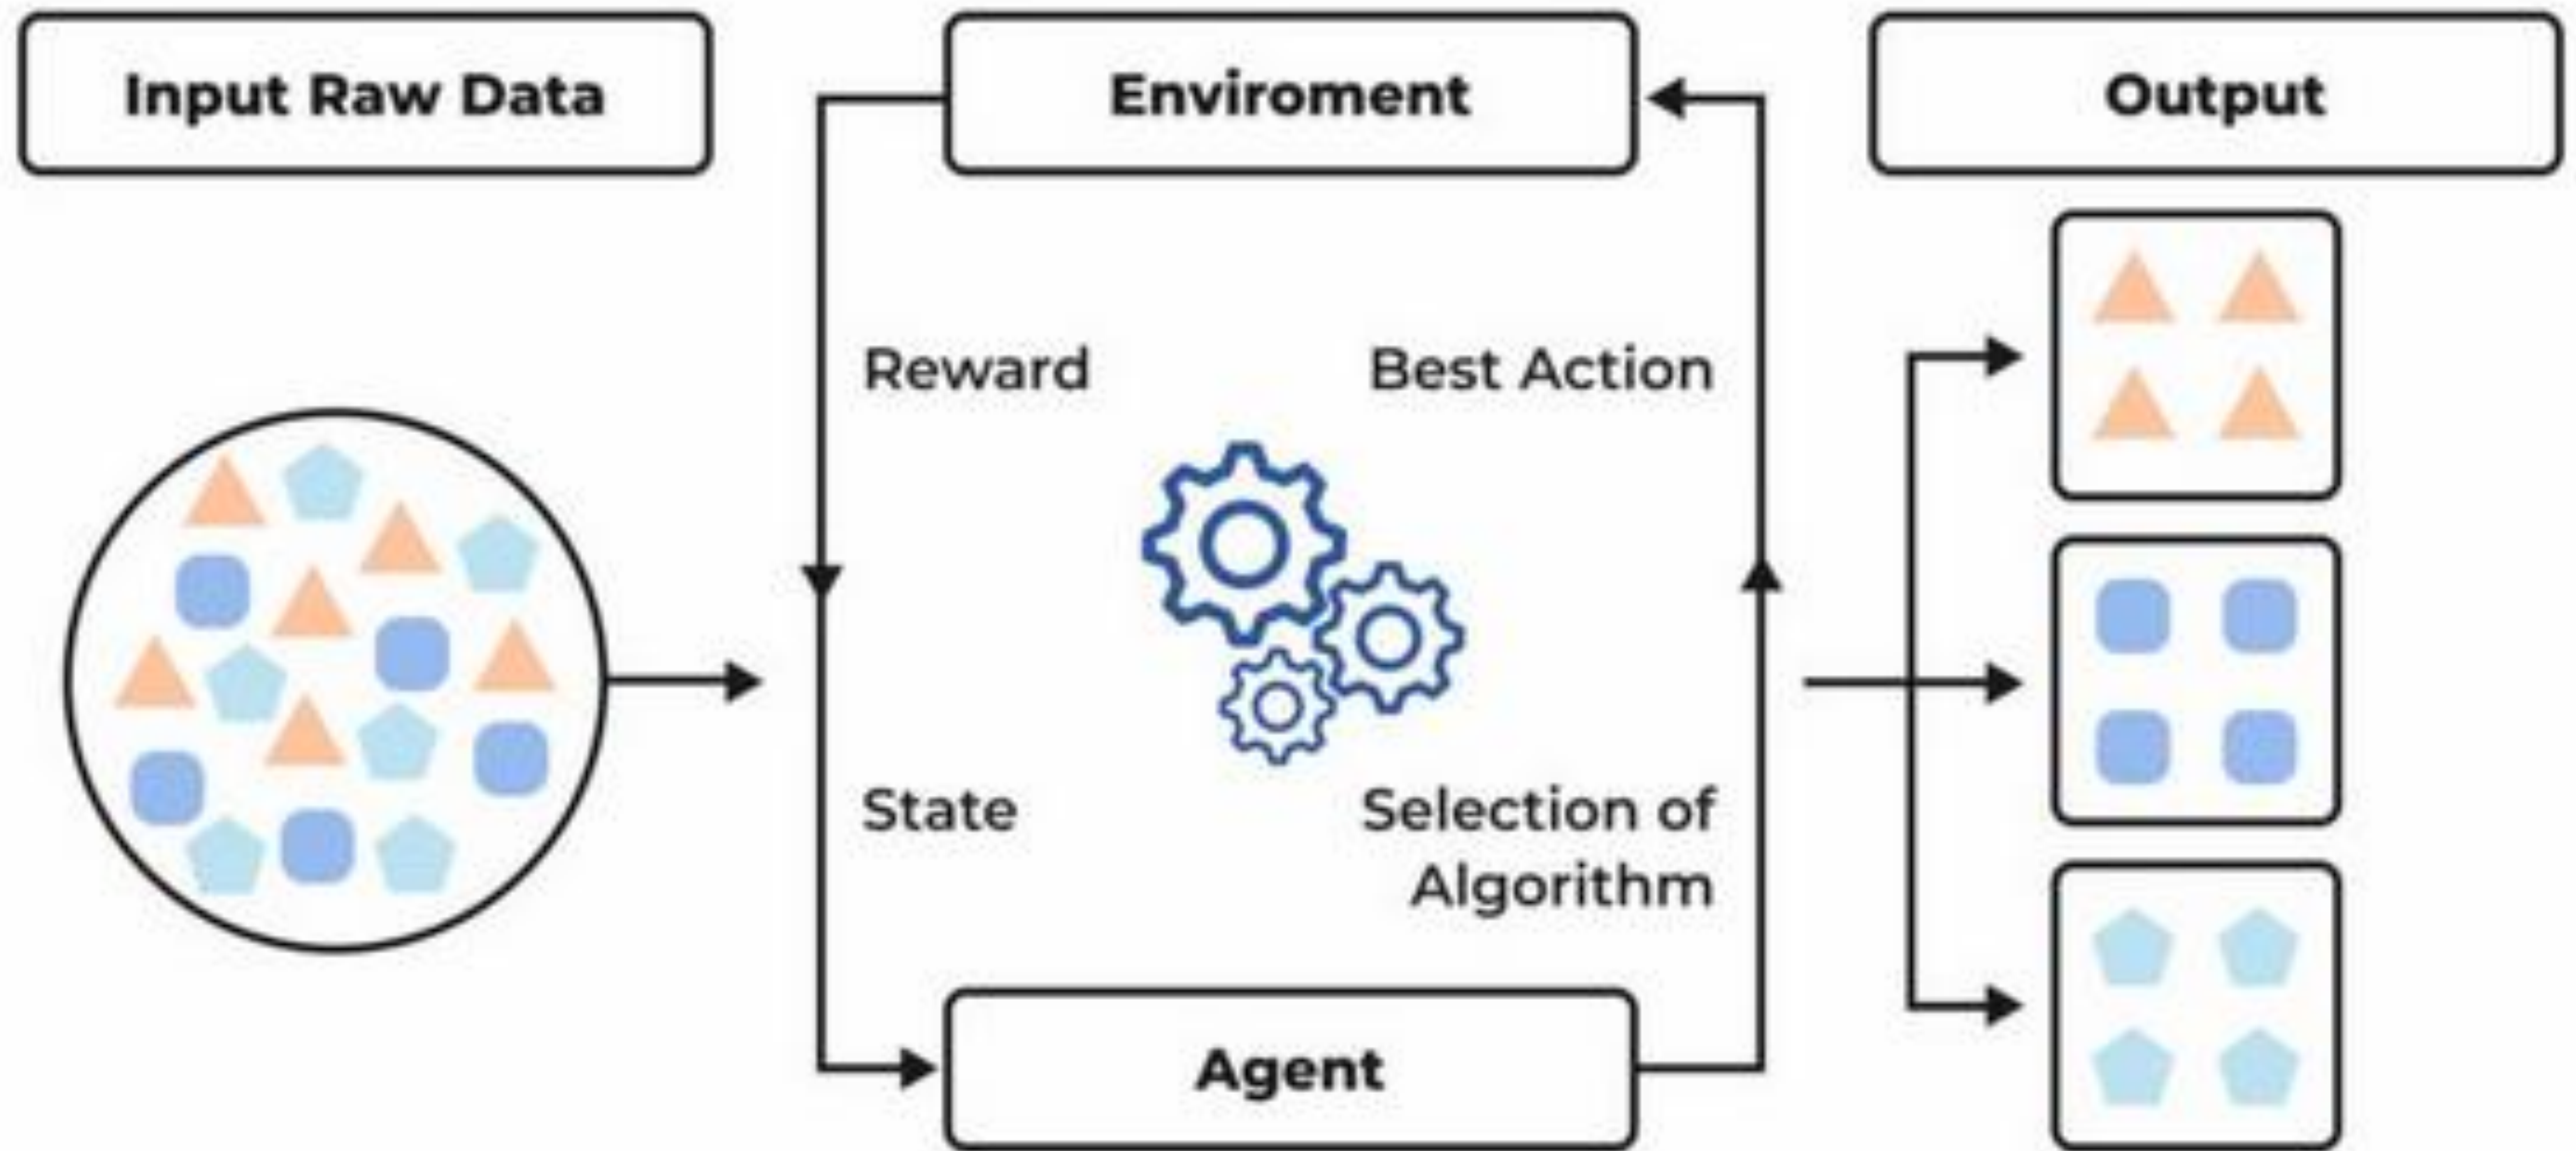 Input Raw Data
Enviroment
Output
Reward
Best Action
State
Selection of
Algorithm
Agent